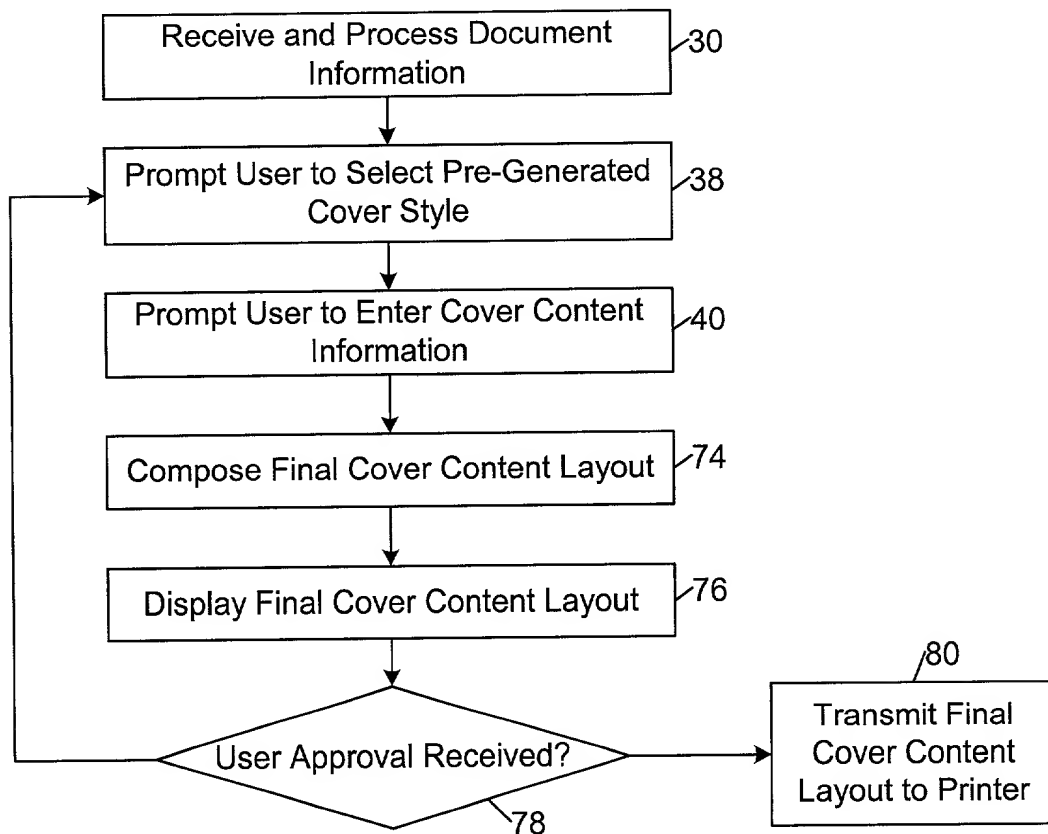 Receive and Process Document
Information
30
Prompt User to Select Pre-Generated
Cover Style
38
Prompt User to Enter Cover Content
Information
40
Compose Final Cover Content Layout
74
Display Final Cover Content Layout
76
User Approval Received?
78
80
Transmit Final
Cover Content
Layout to Printer